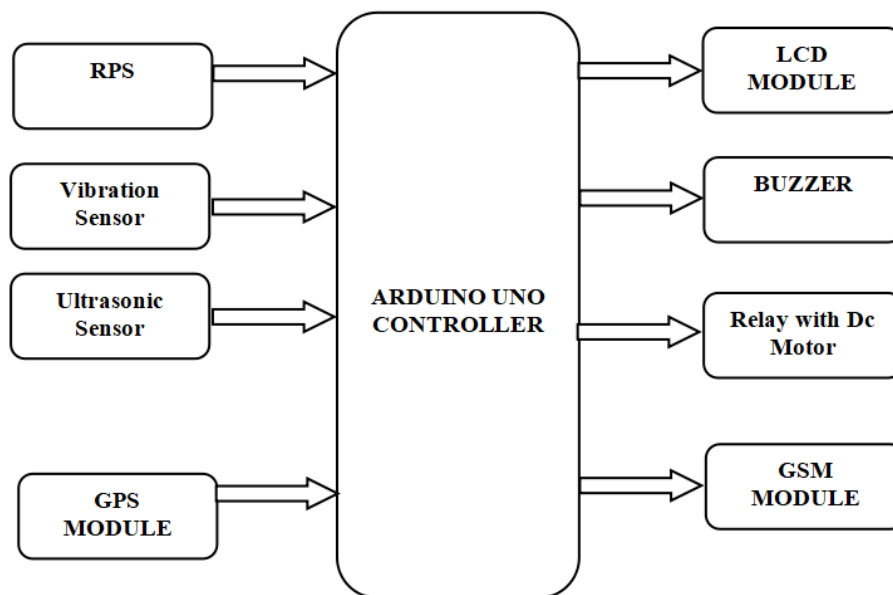 RPS
Vibration
Sensor
Ultrasonic
Sensor
GPS
MODULE
ARDUINO UNO
CONTROLLER
LCD
MODULE
BUZZER
Relay with Dc
Motor
GSM
MODULE